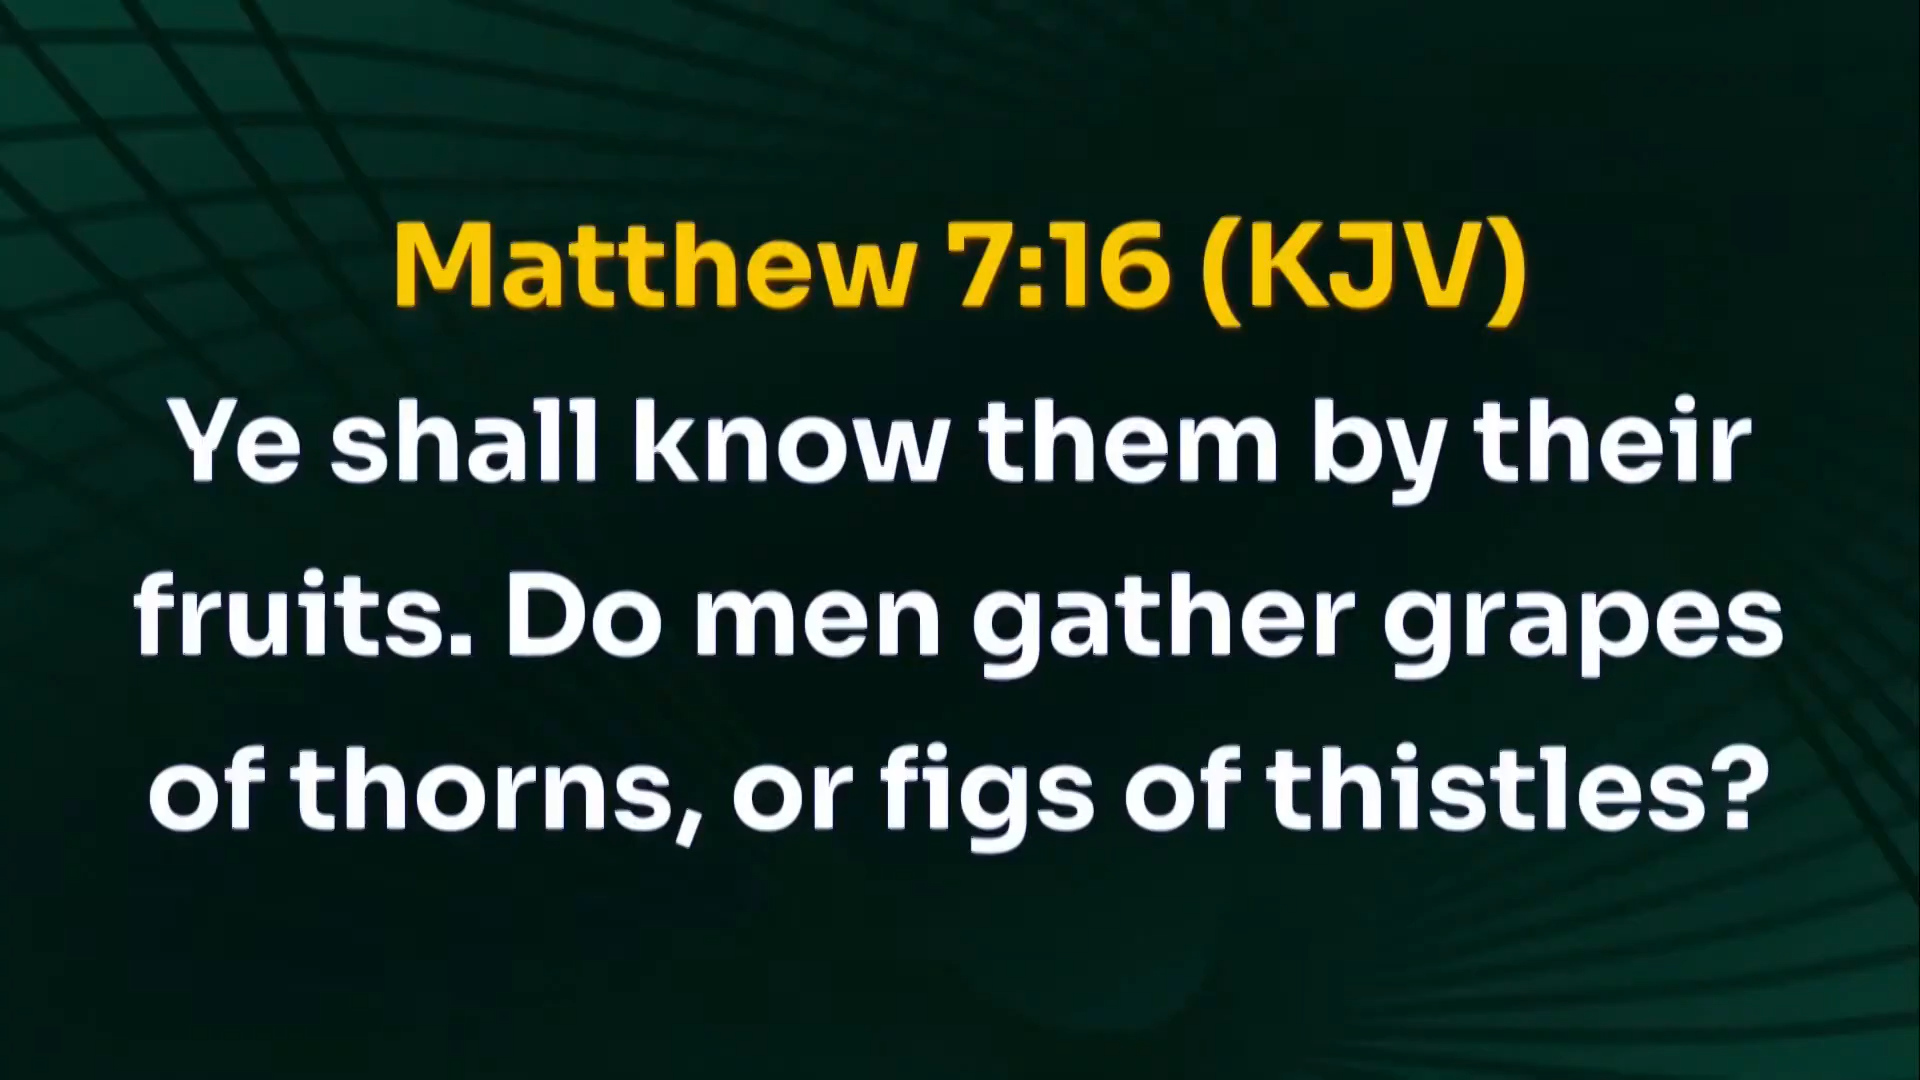 Matthew 7:16 (KJV)
Ye shall know them by their
fruits. Do men gather grapes
of thorns, or figs of thistles?